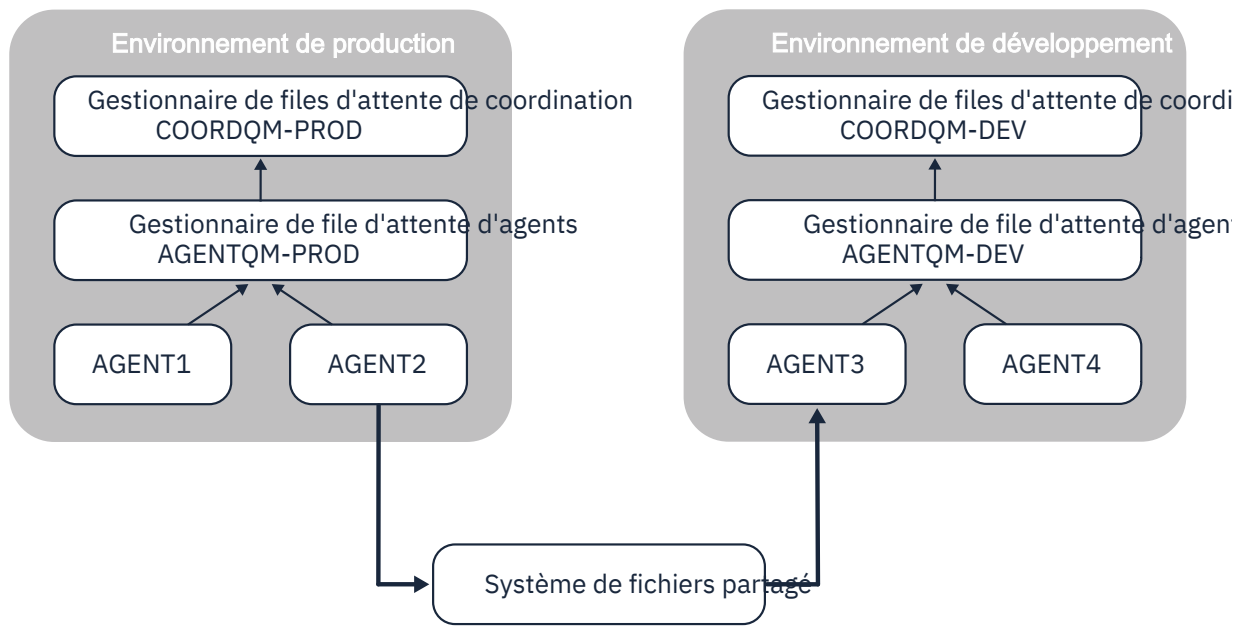 Environnement de production
Gestionnaire de files d'attente de coordination
COORDQM-PROD
Gestionnaire de file d'attente d'agents
AGENTQM-PROD
AGENT1
AGENT2
Environnement de développement
Gestionnaire de files d'attente de coordi
COORDQM-DEV
Gestionnaire de file d'attente d'agen
AGENTQM-DEV
AGENT3
AGENT4
Système de fichiers partagé